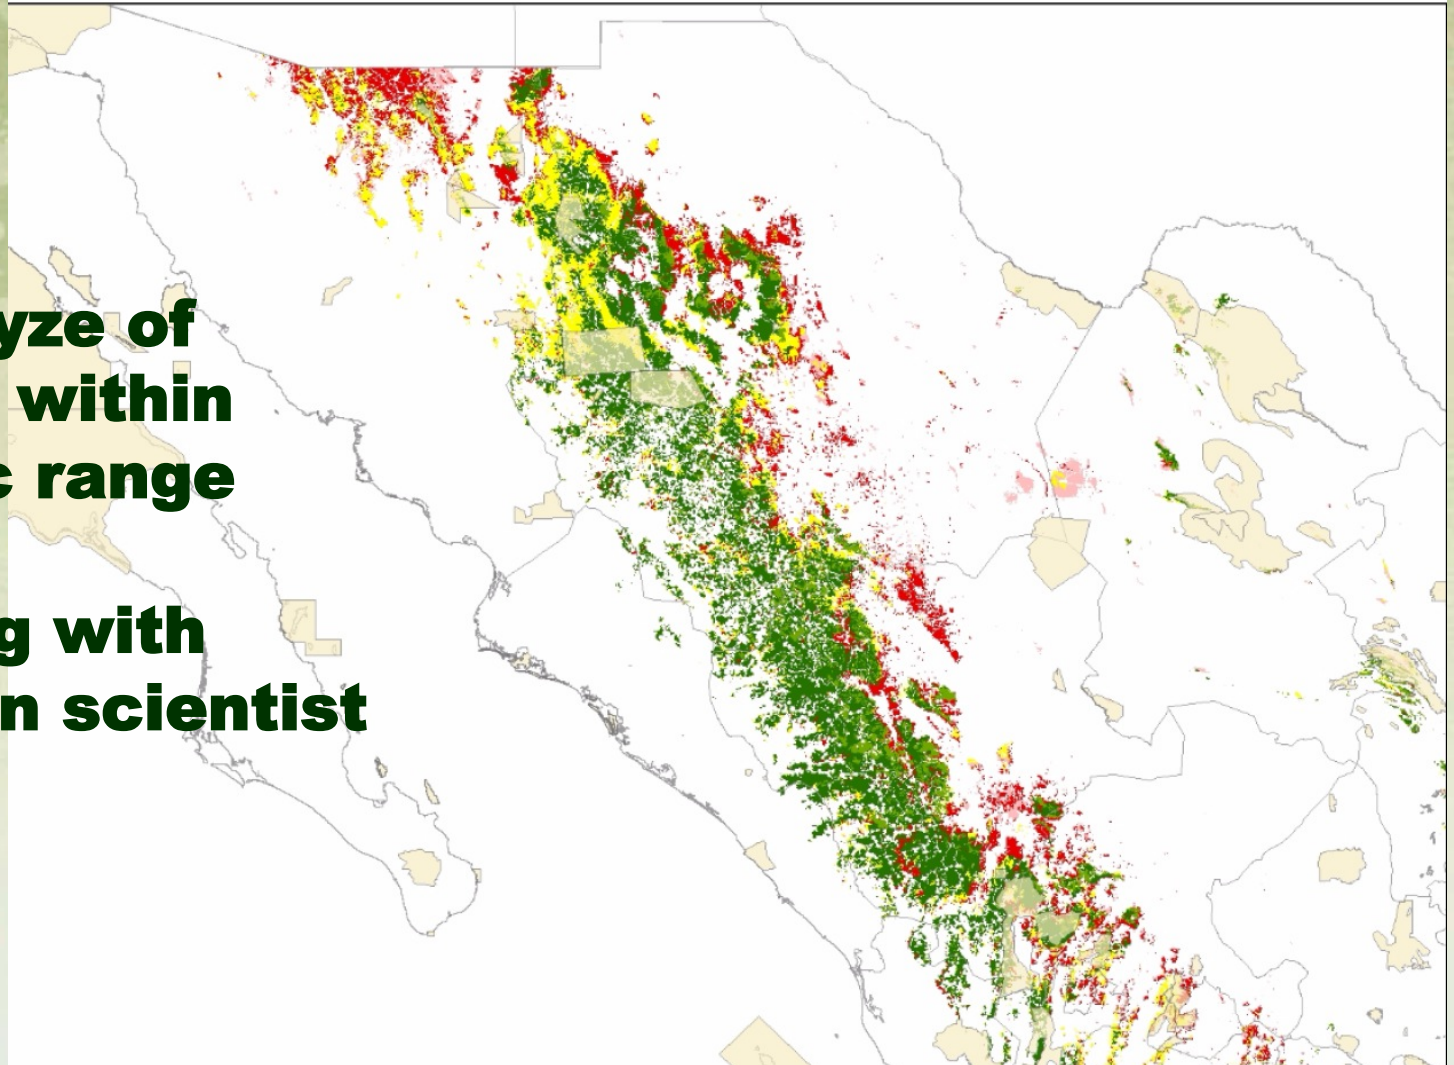 yze of
within
c range
g with
n scientist